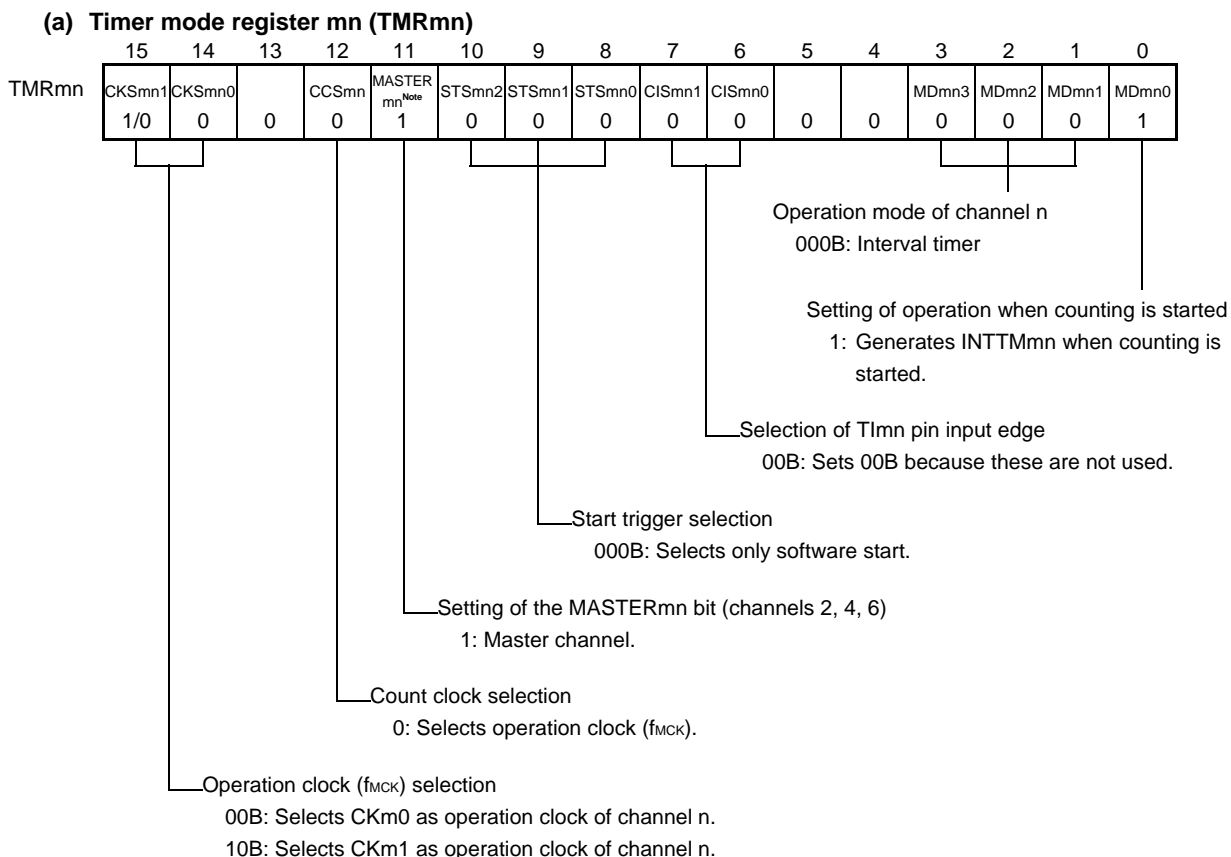 (a) Timer mode register mn (TMRmn)
15 14 13 12 11 10 9 8 7 6 5 4 3 2 1 0
TMRmn CKSmn1 CKSmn0 CCSmn MASTER mn Note STSmn2 STSmn1 STSmn0 CISmn1 CISmn0 MDmn3 MDmn2 MDmn1 MDmn0
1/0 0 0 0 1 0 0 0 0 0 0 0 0 0 0 1
Operation mode of channel n
000B: Interval timer
Setting of operation when counting is started
1: Generates INTTMmn when counting is
started.
Selection of TImn pin input edge
00B: Sets 00B because these are not used.
Start trigger selection
000B: Selects only software start.
Setting of the MASTERmn bit (channels 2, 4, 6)
1: Master channel.
Count clock selection
0: Selects operation clock (fMCK).
Operation clock (fMCK) selection
00B: Selects CKm0 as operation clock of channel n.
10B: Selects CKm1 as operation clock of channel n.